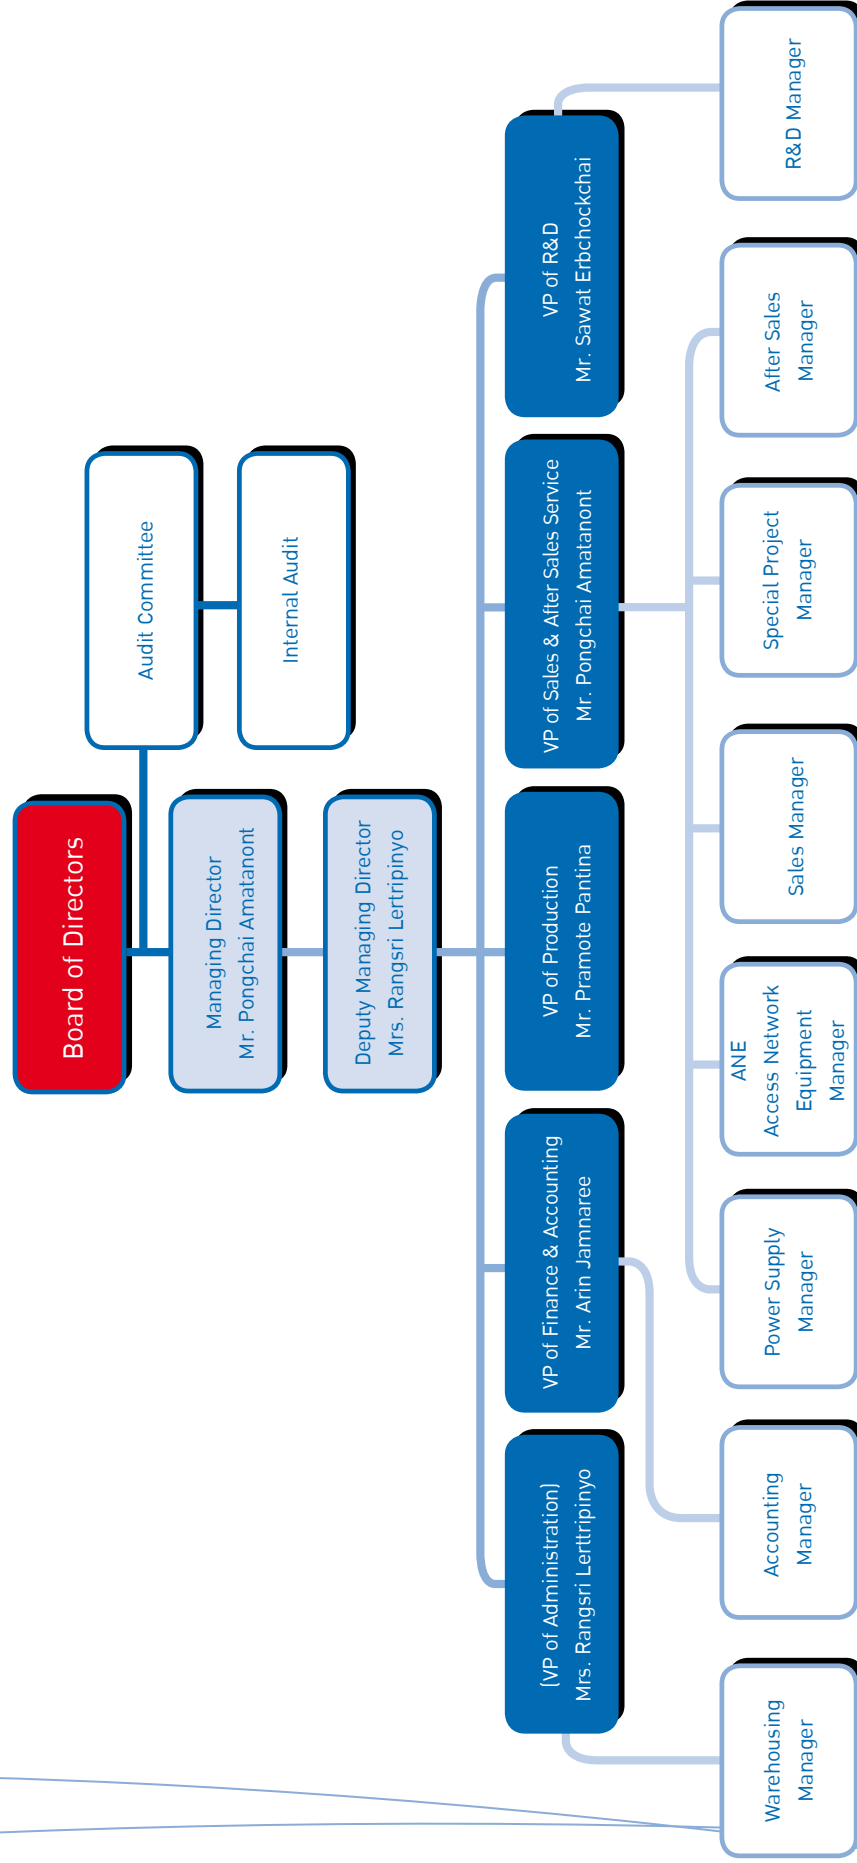 Board of Directors
Audit Committee
Internal Audit
Managing Director
Mr. Pongchai Amatanont
Deputy Managing Director
Mrs. Rangsri Lertripinyo
(VP of Administration)
Mrs. Rangsri Lerttripinyo
VP of Finance & Accounting
Mr. Arin Jamnaree
VP of Production
Mr. Pramote Pantina
VP of Sales & After Sales Service
Mr. Pongchai Amatanont
VP of R&D
Mr. Sawat Erbchockchai
Warehousing
Manager
Accounting
Manager
Power Supply
Manager
ANE
Access Network
Equipment
Manager
Sales Manager
Special Project
Manager
After Sales
Manager
R&D Manager